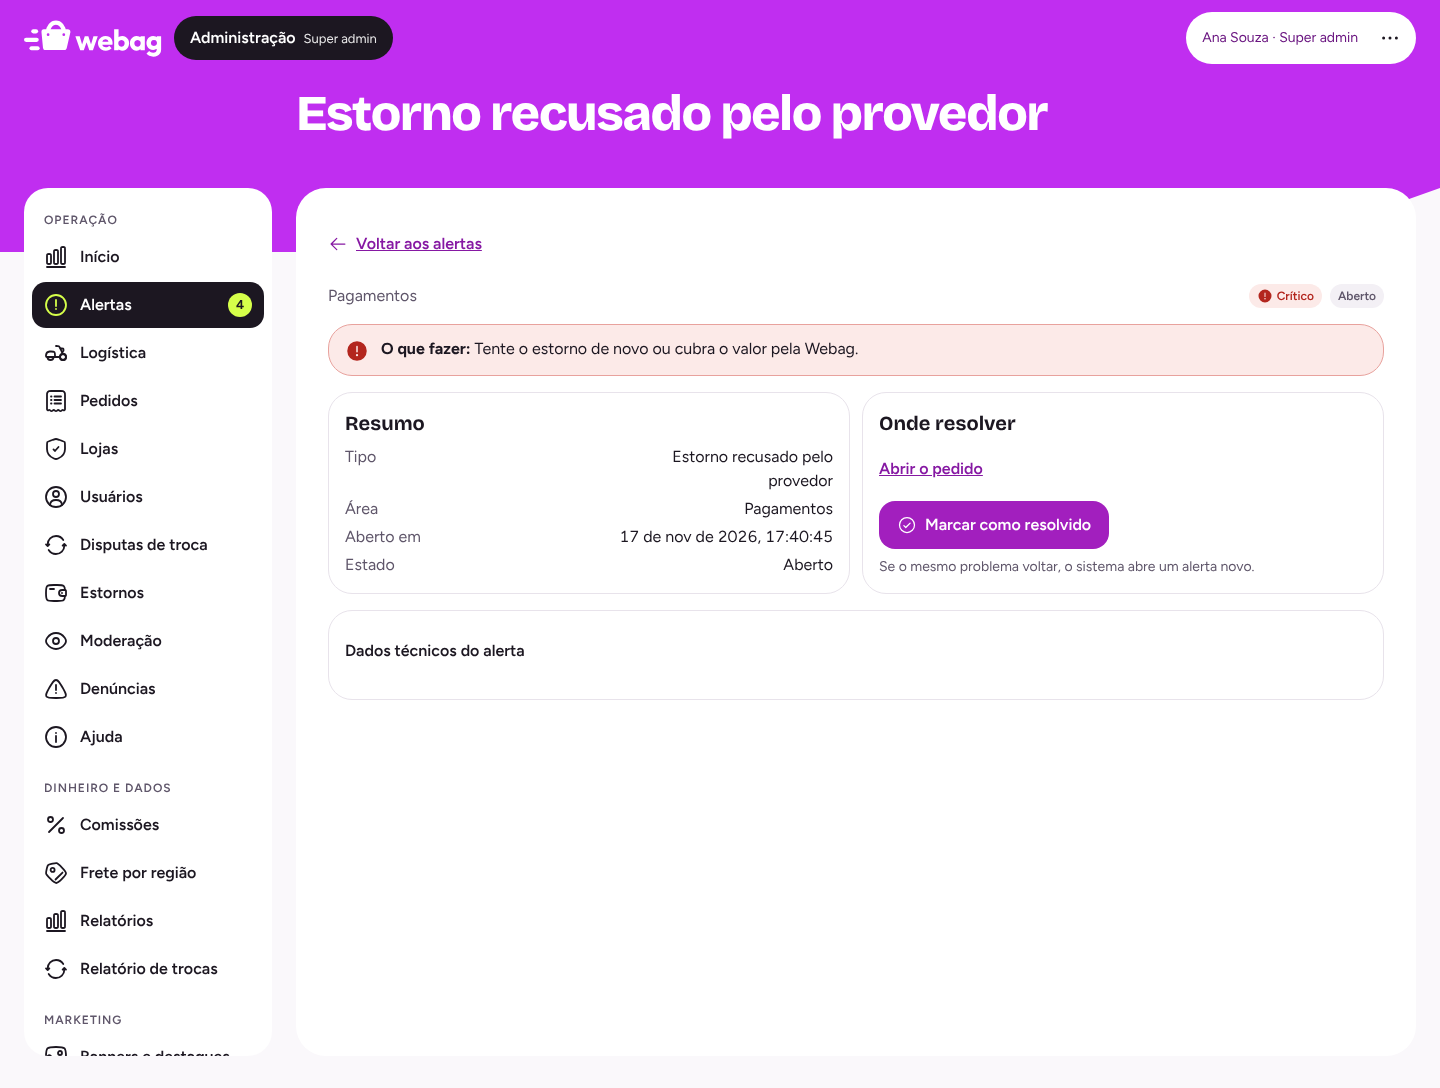 webag
Administração Super admin
Ana Souza · Super admin
Estorno recusado pelo provedor
OPERAÇÃO
Início
Alertas
4
Logística
Pedidos
Lojas
Usuários
Disputas de troca
Estornos
Moderação
Denúncias
Ajuda
DINHEIRO E DADOS
Comissões
Frete por região
Relatórios
Relatório de trocas
MARKETING
Banners e destaques
Voltar aos alertas
Pagamentos
Crítico
Aberto
O que fazer: Tente o estorno de novo ou cubra o valor pela Webag.
Resumo
Tipo
Estorno recusado pelo
provedor
Área
Pagamentos
Aberto em
17 de nov de 2026, 17:40:45
Estado
Aberto
Onde resolver
Abrir o pedido
Marcar como resolvido
Se o mesmo problema voltar, o sistema abre um alerta novo.
Dados técnicos do alerta